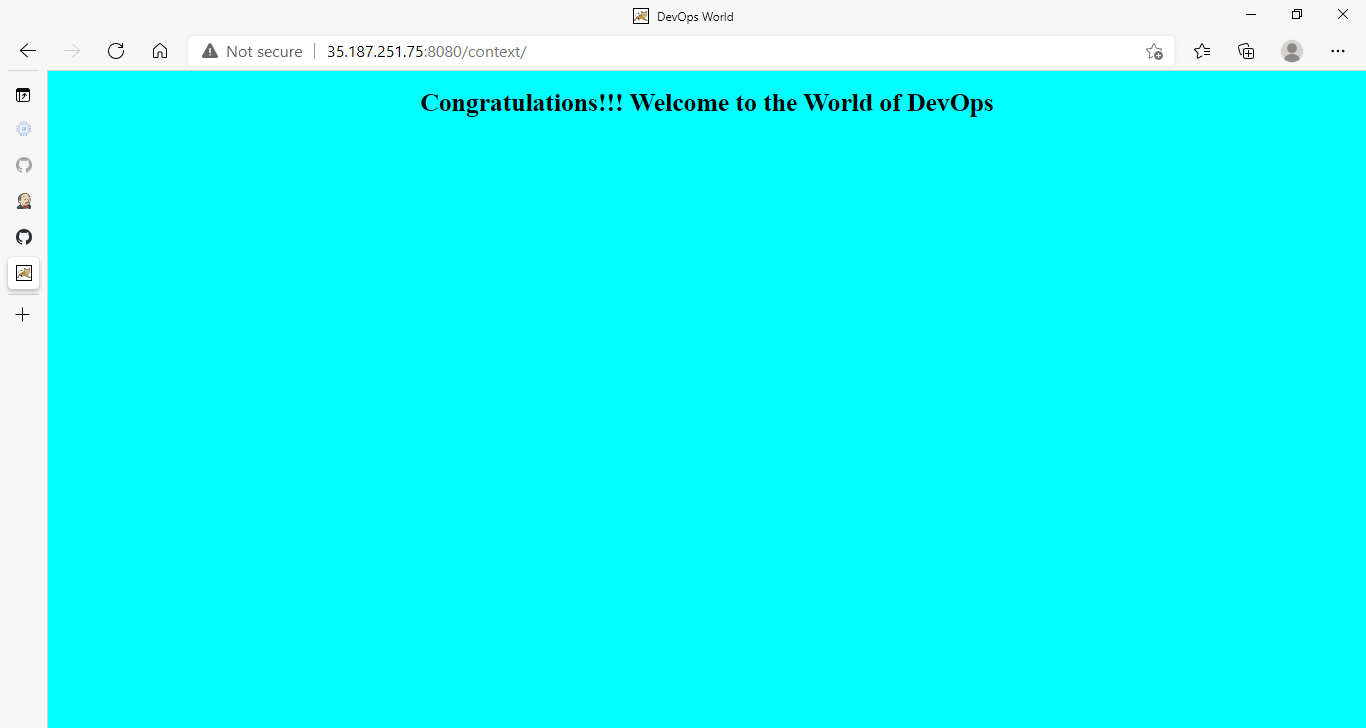 DevOps World
Not secure 35.187.251.75:8080/context/
Congratulations!!! Welcome to the World of DevOps